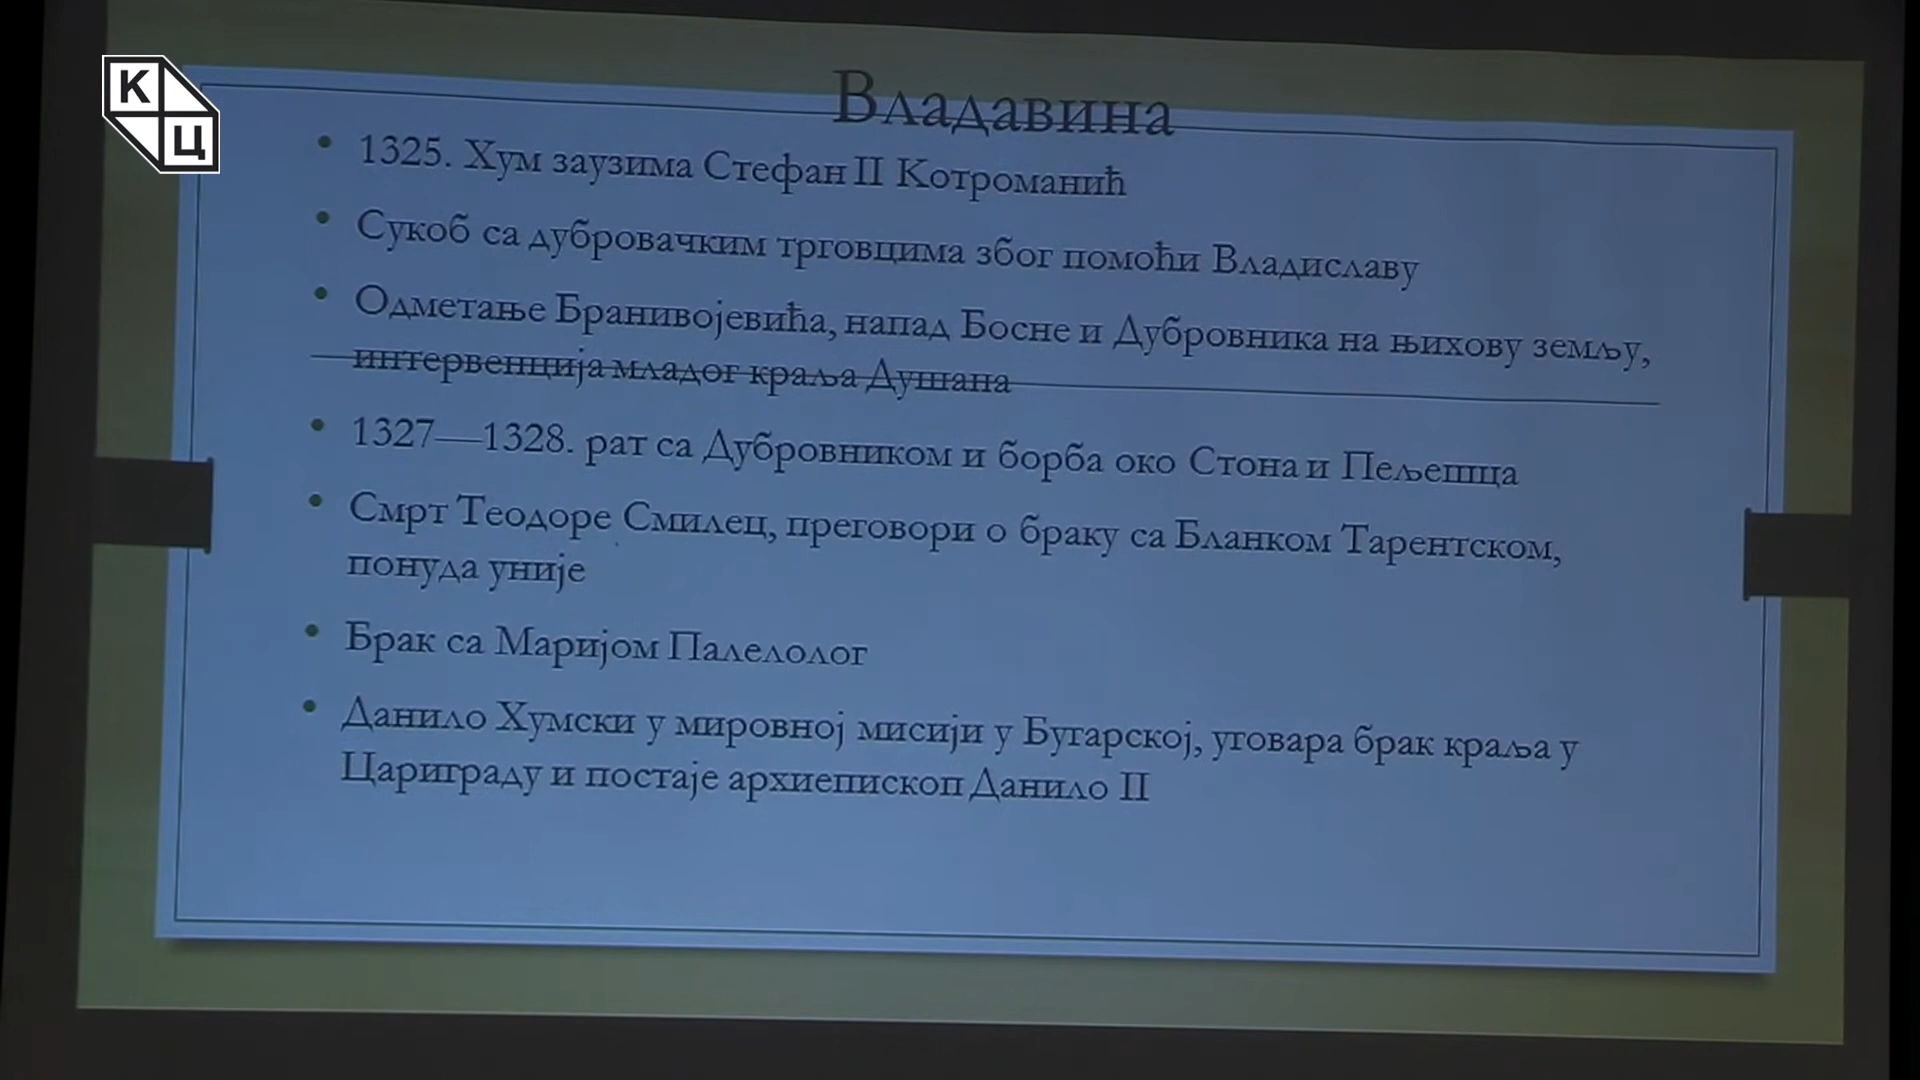 К
Ц
Владавина
• 1325. Хум заузима Стефан II Котроманић
• Сукоб са дубровачким трговцима због помоћи Владиславу
• Одметање Бранивојевића, напад Босне и Дубровника на њихову земљу,
интервенција младог краља Душана
• 1327—1328. рат са Дубровником и борба око Стона и Пељешца
• Смрт Теодоре Смилец, преговори о браку са Бланком Тарентском,
понуда уније
• Брак са Маријом Палелолог
• Данило Хумски у мировној мисији у Бугарској, уговара брак краља у
Цариграду и постаје архиепископ Данило II